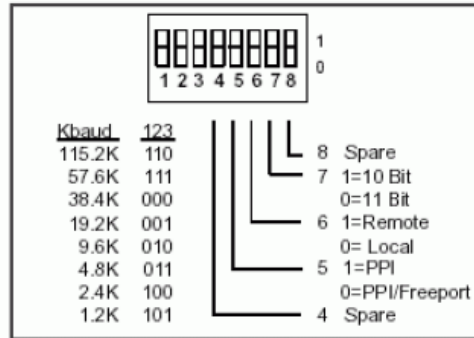 1
0
1 2 3 4 5 6 7 8
Kbaud 123
115.2K 110
57.6K 111
38.4K 000
19.2K 001
9.6K 010
4.8K 011
2.4K 100
1.2K 101
8 Spare
7 1=10 Bit
0=11 Bit
6 1=Remote
0= Local
5 1=PPI
0=PPI/Freeport
4 Spare